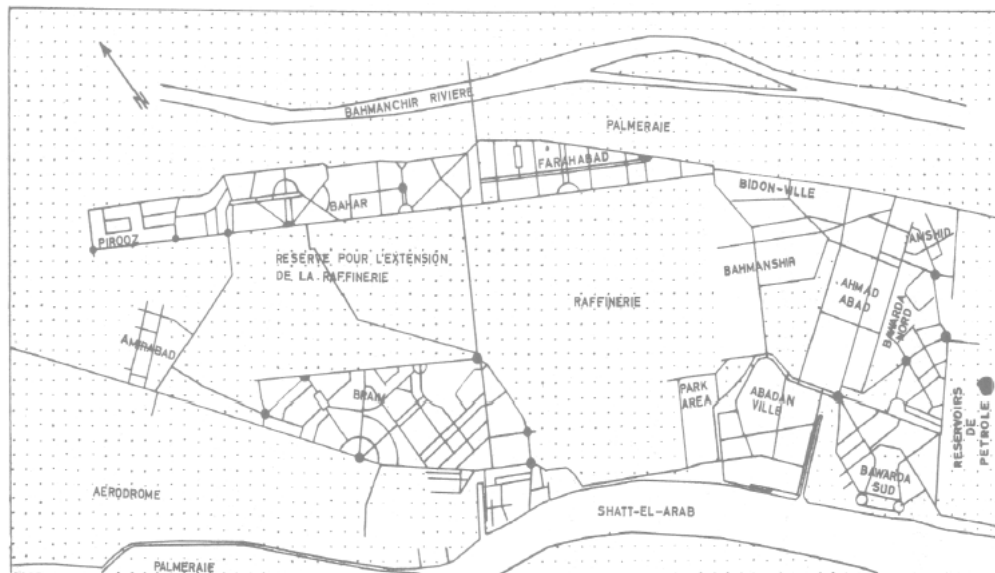 N
BAHMANCHIR RIVIERE
PALMERAIE
FARAHABAD
BIDON-VILLE
BAHAR
PIROOZ
JAMSHID
RESERVE POUR L'EXTENSION
DE LA RAFFINERIE
BAHMANSHIR
RAFFINERIE
AHMAD
ABAD
BAWARDA
NORD
AMIRABAD
BRAIM
PARK
AREA
ABADAN
VILLE
RESERVOIRS
DE
PETROLE
BAWARDA
SUD
AERODROME
SHATT-EL-ARAB
PALMERAIE